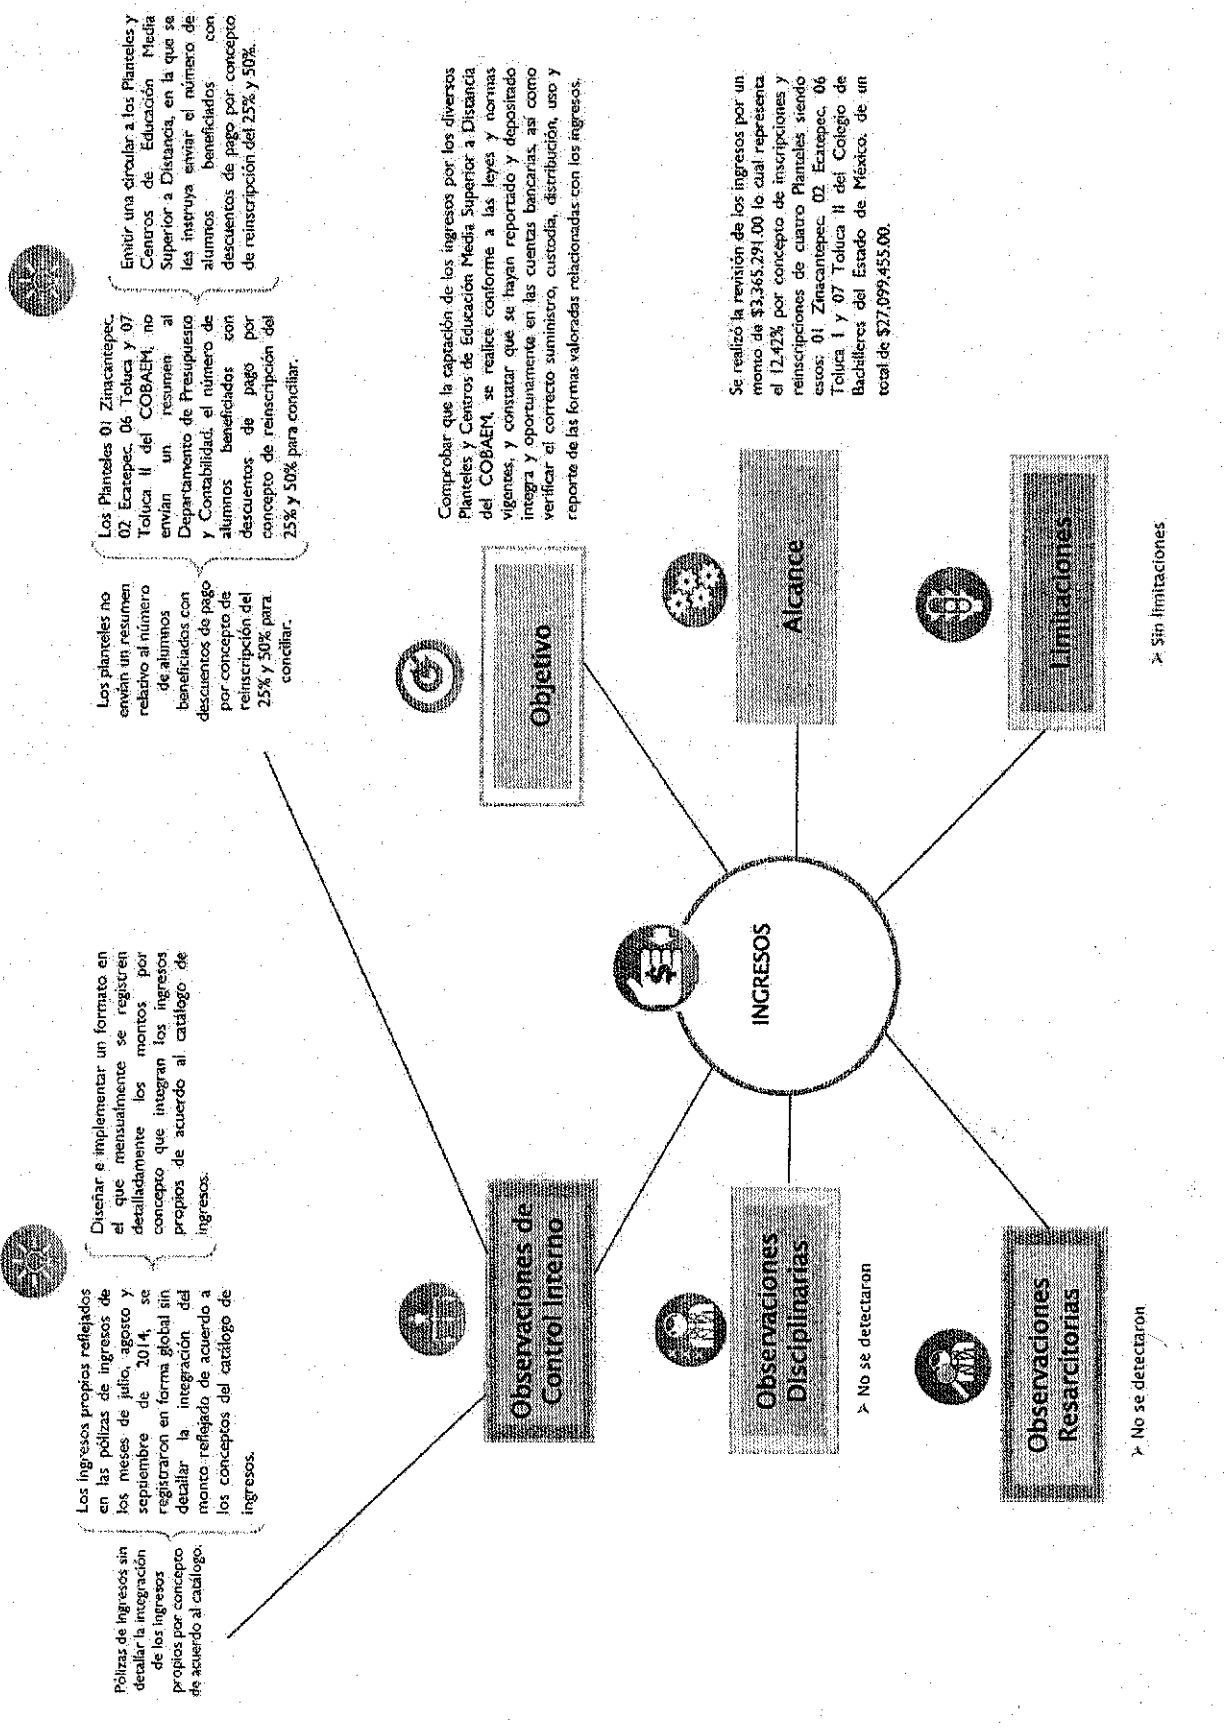 Pólizas de ingresos sin
detallar la integración
de los ingresos
propios por concepto
de acuerdo al catálogo.
Los ingresos propios reflejados
en las pólizas de ingresos de
los meses de julio, agosto y
septiembre de 2014, se
registraron en forma global sin
detallar la integración del
monto reflejado de acuerdo a
los conceptos del catálogo de
ingresos.
Diseñar e implementar un formato en
el que mensualmente se registren
detalladamente los montos por
concepto que integran los ingresos
propios de acuerdo al catálogo de
ingresos.
Los planteles no
envían un resumen
relativo al número
de alumnos
beneficiados con
descuentos de pago
por concepto de
reinscripción del
25% y 50% para
conciliar.
Los Planteles 01 Zinacantepec,
02 Ecatepec, 06 Toluca y 07
Toluca II del COBAEM, no
envían un resumen al
Departamento de Presupuesto
y Contabilidad, el número de
alumnos beneficiados con
descuentos de pago por
concepto de reinscripción del
25% y 50% para conciliar.
Emitir una circular a los Planteles y
Centros de Educación Media
Superior a Distancia, en la que se
les instruya enviar el número de
alumnos beneficiados con
descuentos de pago por concepto
de reinscripción del 25% y 50%.
Observaciones de
Control Interno
Objetivo
Comprobar que la captación de los ingresos por los diversos
Planteles y Centros de Educación Media Superior a Distancia
del COBAEM, se realice conforme a las leyes y normas
vigentes, y constatar que se hayan reportado y depositado
integra y oportunamente en las cuentas bancarias, así como
verificar el correcto suministro, custodia, distribución, uso y
reporte de las formas valoradas relacionadas con los ingresos.
Observaciones
Disciplinarias
➢ No se detectaron
INGRESOS
Alcance
Se realizó la revisión de los ingresos por un
monto de $3,365,291.00 lo cual representa
el 12.42% por concepto de inscripciones y
reinscripciones de cuatro Planteles siendo
estos: 01 Zinacantepec, 02 Ecatepec, 06
Toluca I y 07 Toluca II del Colegio de
Bachilleres del Estado de México, de un
total de $27,099,455.00.
Observaciones
Resarcitorias
➢ No se detectaron
Limitaciones
➢ Sin limitaciones